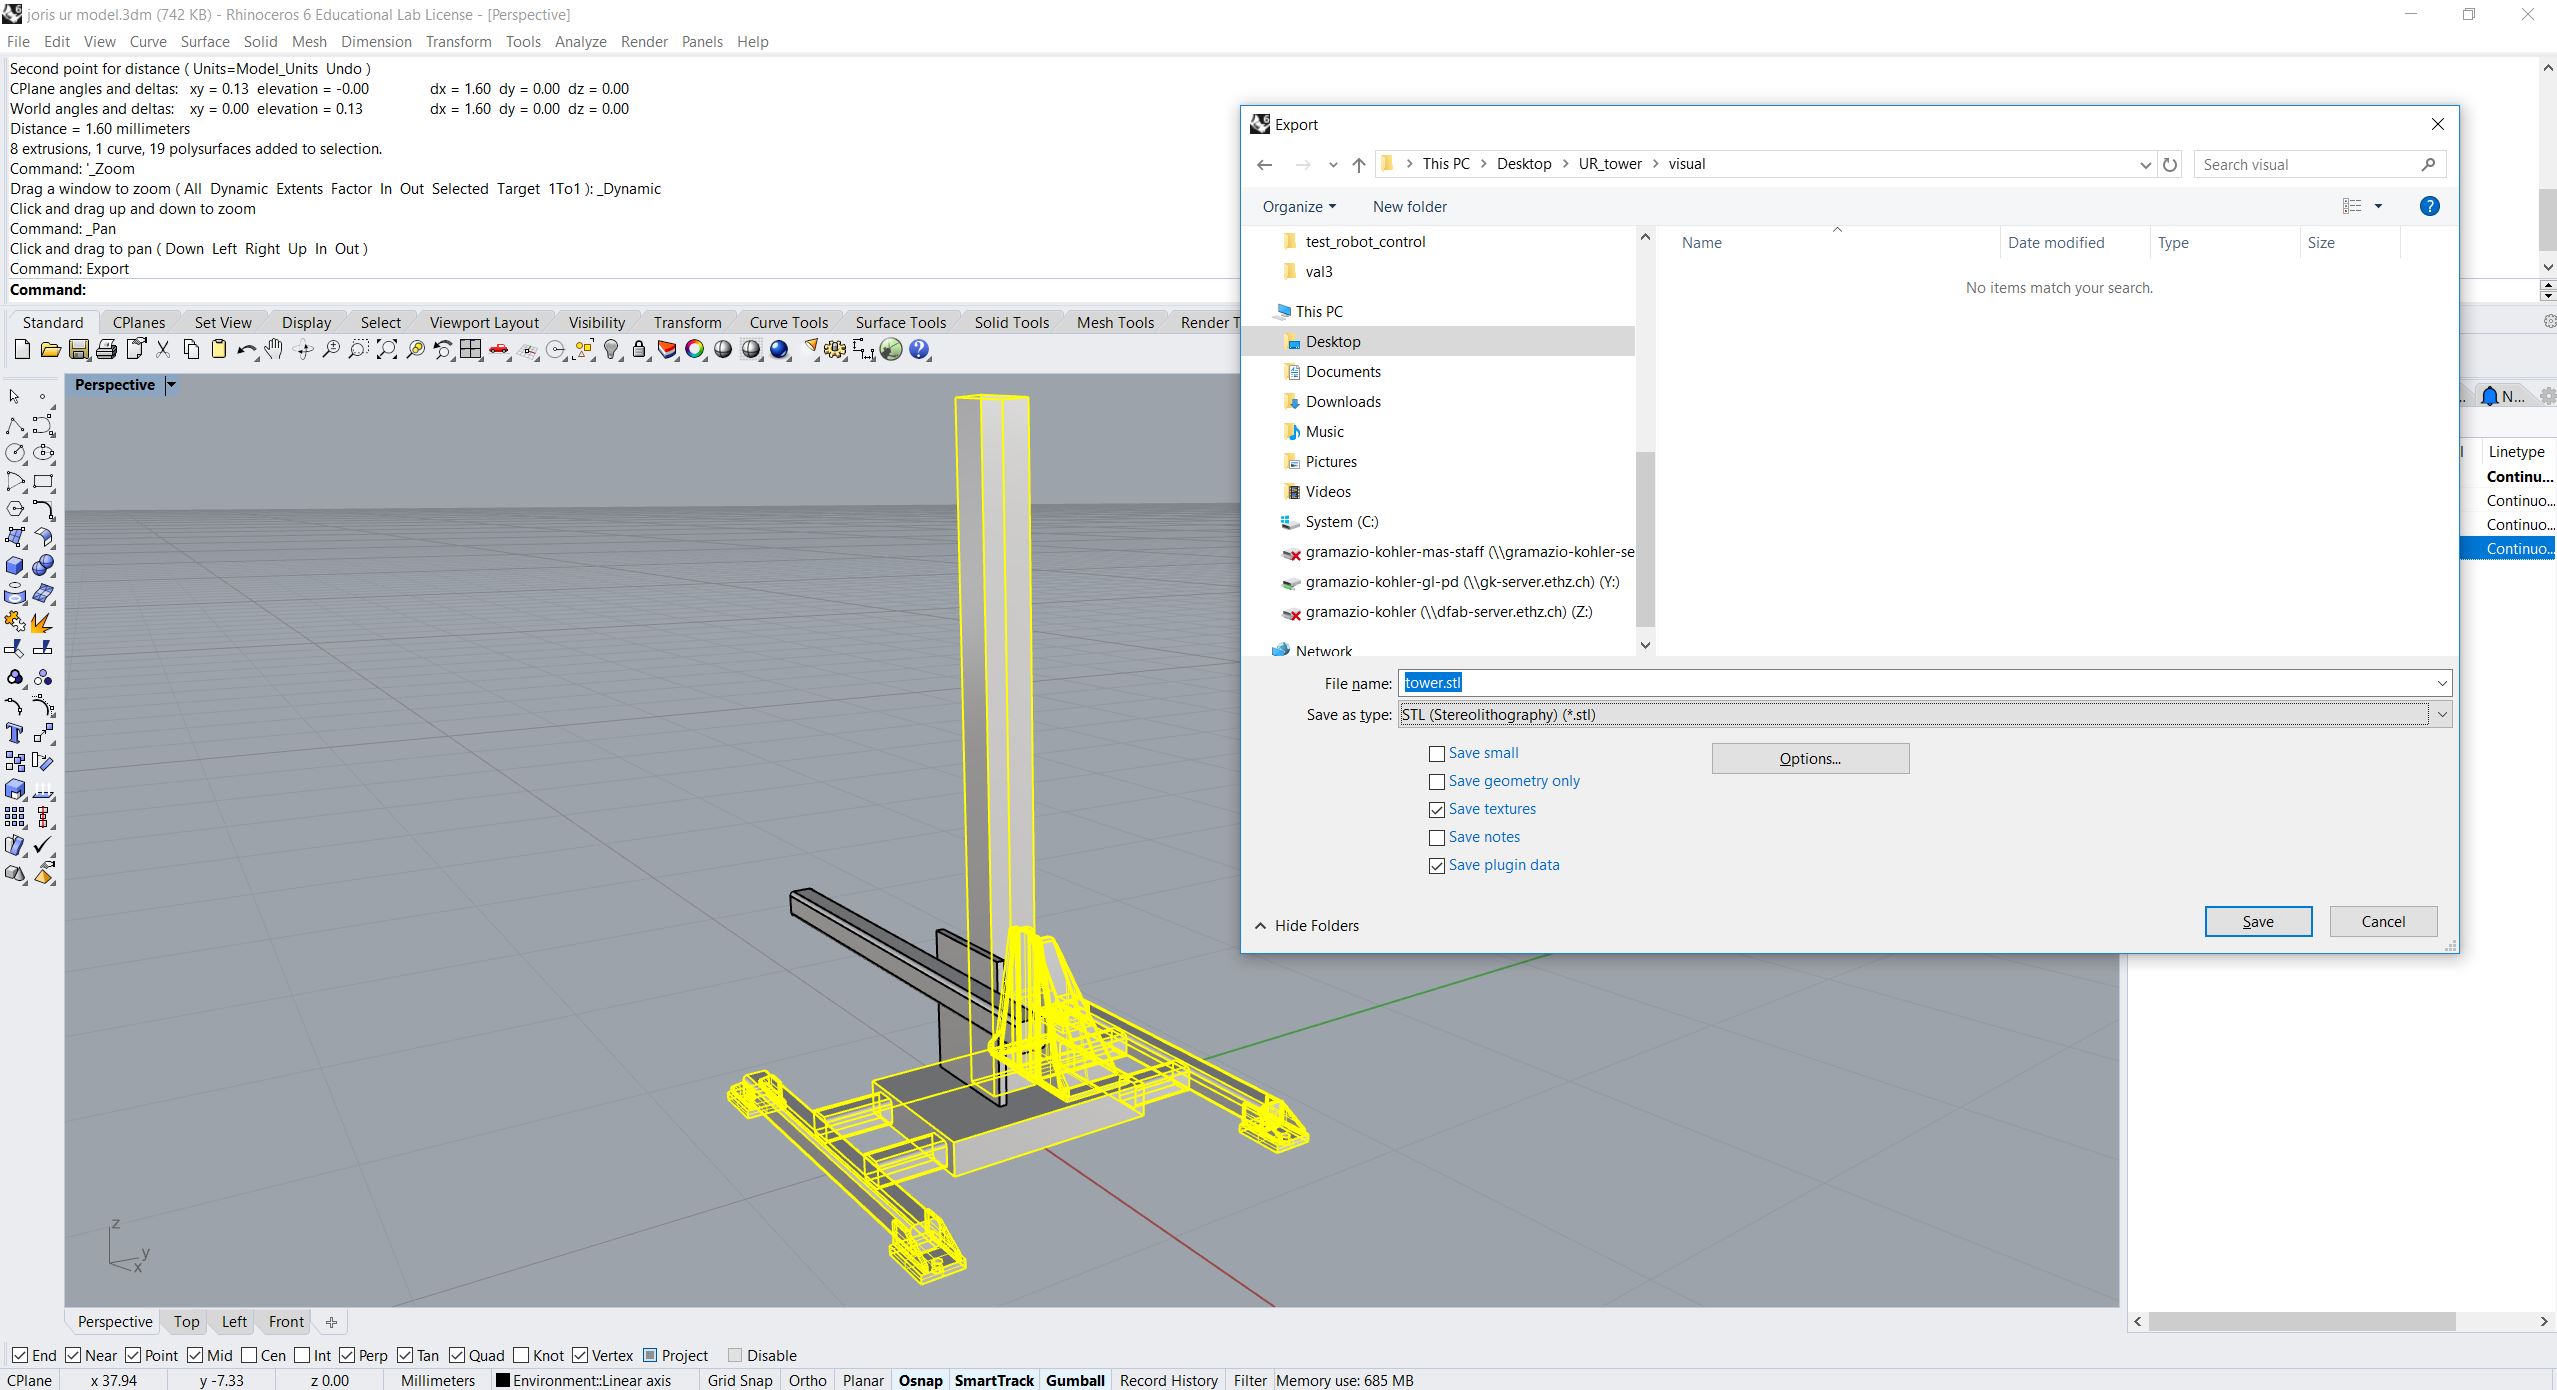 joris ur model.3dm (742 KB) - Rhinoceros 6 Educational Lab License - [Perspective]
File Edit View Curve Surface Solid Mesh Dimension Transform Tools Analyze Render Panels Help
Second point for distance ( Units=Model_Units Undo )
CPlane angles and deltas: xy = 0.13 elevation = -0.00 dx = 1.60 dy = 0.00 dz = 0.00
World angles and deltas: xy = 0.00 elevation = 0.13 dx = 1.60 dy = 0.00 dz = 0.00
Distance = 1.60 millimeters
8 extrusions, 1 curve, 19 polysurfaces added to selection.
Command: '_Zoom
Drag a window to zoom ( All Dynamic Extents Factor In Out Selected Target 1To1 ): _Dynamic
Click and drag up and down to zoom
Command: _Pan
Click and drag to pan ( Down Left Right Up In Out )
Command: Export
Command:
Standard CPlanes Set View Display Select Viewport Layout Visibility Transform Curve Tools Surface Tools Solid Tools Mesh Tools Render T
Perspective
z
y
x
Export
This PC > Desktop > UR_tower > visual
Search visual
Organize New folder
test_robot_control
val3
This PC
Desktop
Documents
Downloads
Music
Pictures
Videos
System (C:)
gramazio-kohler-mas-staff (\\gramazio-kohler-se
gramazio-kohler-gl-pd (\\gk-server.ethz.ch) (Y:)
gramazio-kohler (\\dfab-server.ethz.ch) (Z:)
Network
Name Date modified Type Size
No items match your search.
File name: tower.stl
Save as type: STL (Stereolithography) (*.stl)
Save small
Options...
Save geometry only
Save textures
Save notes
Save plugin data
Hide Folders
Save Cancel
N...
Linetype
Continu...
Continuo...
Continuo...
Continuo...
Perspective Top Left Front
End Near Point Mid Cen Int Perp Tan Quad Knot Vertex Project Disable
CPlane x 37.94 y -7.33 z 0.00 Millimeters Environment::Linear axis Grid Snap Ortho Planar Osnap SmartTrack Gumball Record History Filter Memory use: 685 MB